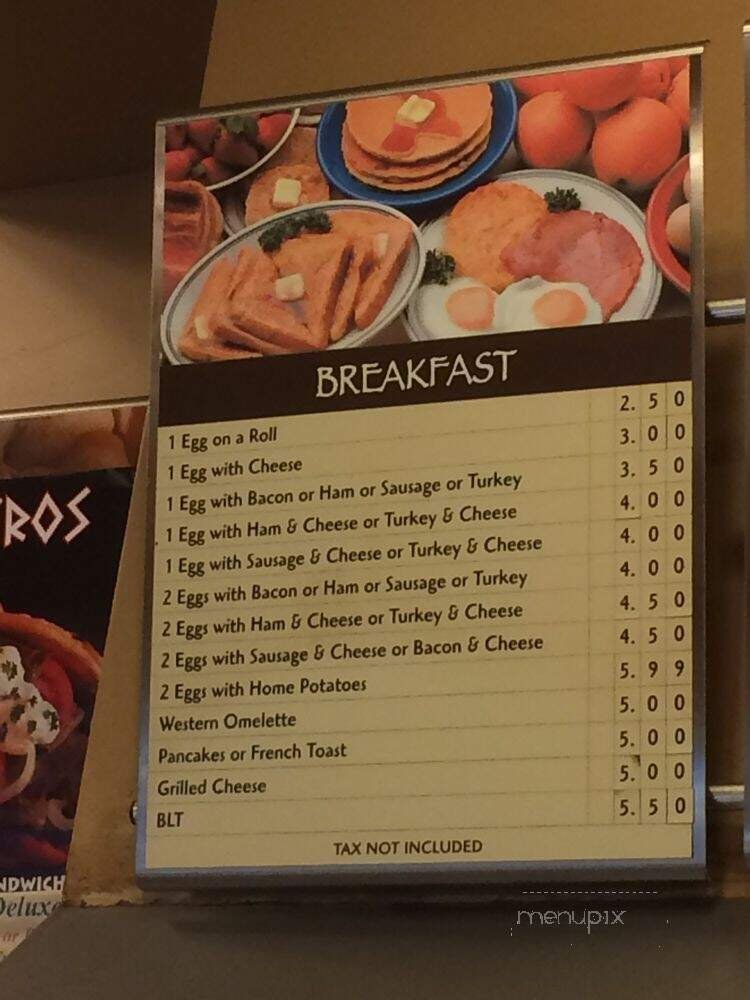 BREAKFAST
1 Egg on a Roll 2.50
1 Egg with Cheese 3.00
1 Egg with Bacon or Ham or Sausage or Turkey 3.50
1 Egg with Ham & Cheese or Turkey & Cheese 4.00
1 Egg with Sausage & Cheese or Turkey & Cheese 4.00
2 Eggs with Bacon or Ham or Sausage or Turkey 4.00
2 Eggs with Ham & Cheese or Turkey & Cheese 4.50
2 Eggs with Sausage & Cheese or Bacon & Cheese 4.50
2 Eggs with Home Potatoes 5.99
Western Omelette 5.00
Pancakes or French Toast 5.00
Grilled Cheese 5.00
BLT 5.50
TAX NOT INCLUDED
ROS
NDWICH
Deluxe
menupix